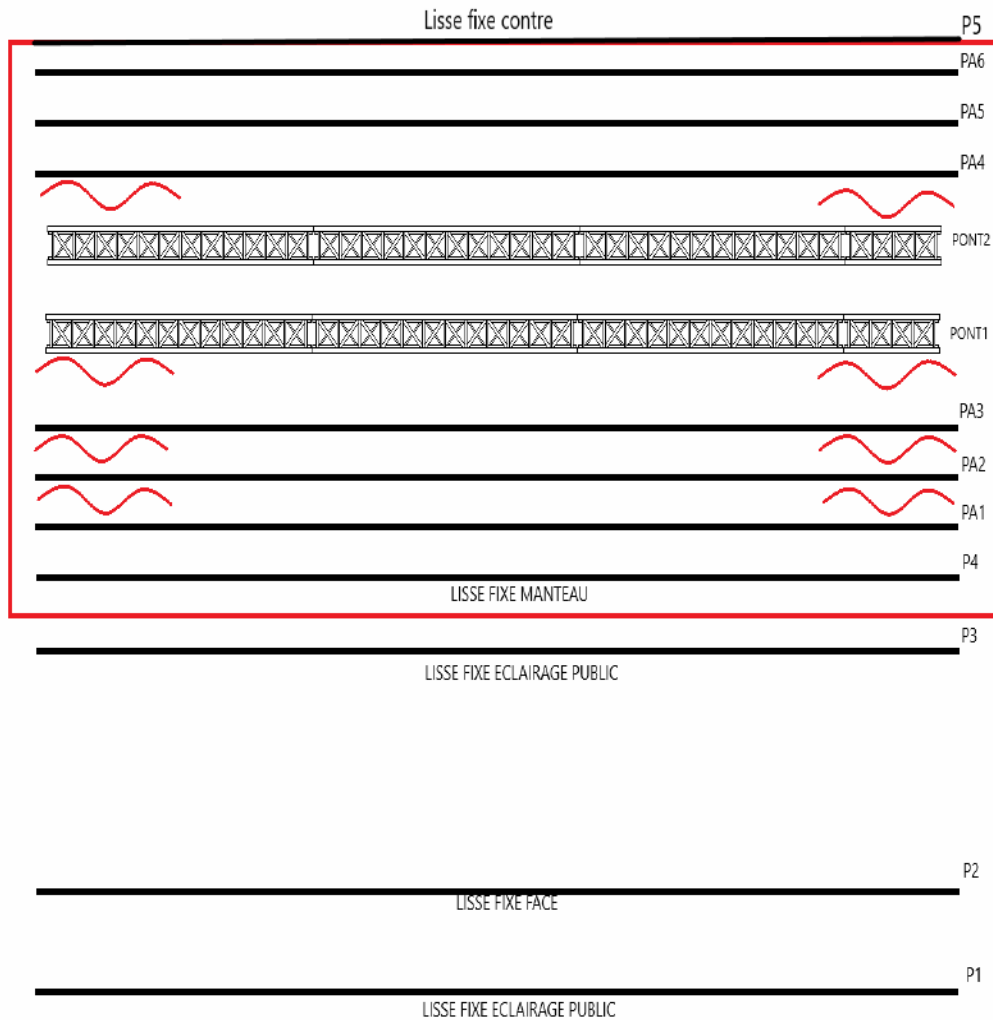 Lisse fixe contre
P5
PA6
PA5
PA4
PONT2
PONT1
PA3
PA2
PA1
P4
LISSE FIXE MANTEAU
P3
LISSE FIXE ECLAIRAGE PUBLIC
P2
LISSE FIXE FACE
P1
LISSE FIXE ECLAIRAGE PUBLIC